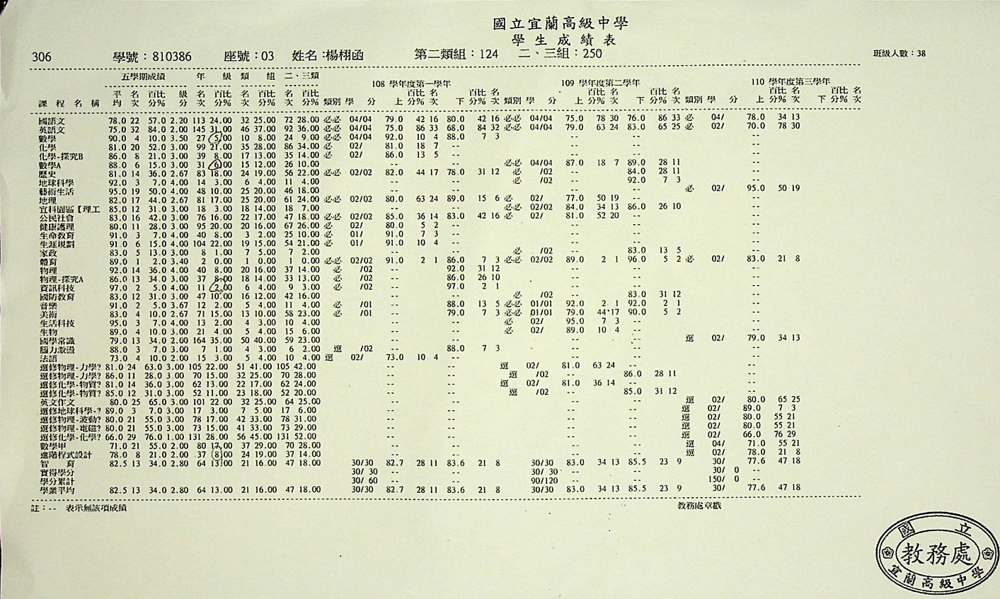 國立宜蘭高級中學
學生成績表
306 學號：810386 座號：03 姓名：楊栩函 第二類組：124 二、三組：250 班級人數：38
五學期成績 年級 類組 二、三類 108 學年度第一學年 109 學年度第二學年 110 學年度第三學年
課程名稱 平均 名次 百比分% 級分 名次 百比分% 名次 百比分% 名次 百比分% 類別 學分 上 百比分% 名次 下 百比分% 名次 類別 學分 上 百比分% 名次 下 百比分% 名次 類別 學分 上 百比分% 名次 下 百比分% 名次
國語文 78.0 22 57.0 2.20 113 24.00 32 25.00 72 28.00 必必 04/04 79.0 42 16 80.0 42 16 必必 04/04 75.0 78 30 76.0 86 33 必 04/ 78.0 34 13
英語文 75.0 32 84.0 2.00 145 31.00 46 37.00 92 36.00 必必 04/04 75.0 86 33 68.0 84 32 必必 04/04 79.0 63 24 83.0 65 25 必 02/ 70.0 78 30
數學 90.0 4 10.0 3.50 27 5.00 10 8.00 24 9.00 必必 04/04 92.0 10 4 88.0 7 3 -- -- --
化學 81.0 20 52.0 3.00 99 21.00 35 28.00 86 34.00 必 02/ 81.0 18 7 -- -- -- --
化學-探究B 86.0 8 21.0 3.00 39 8.00 17 13.00 35 14.00 必 02/ 86.0 13 5 -- -- -- --
數學A 88.0 6 15.0 3.00 31 6.00 15 12.00 26 10.00 -- -- 必必 04/04 87.0 18 7 89.0 28 11 --
歷史 81.0 14 36.0 2.67 83 18.00 24 19.00 56 22.00 必必 02/02 82.0 44 17 78.0 31 12 必 /02 -- 84.0 28 11 --
地球科學 92.0 3 7.0 4.00 14 3.00 6 4.00 11 4.00 -- -- 必 /02 -- 92.0 7 3 --
藝術生活 95.0 19 50.0 4.00 48 10.00 25 20.00 46 18.00 -- -- -- -- 必 02/ 95.0 50 19
地理 82.0 17 44.0 2.67 81 17.00 25 20.00 61 24.00 必必 02/02 80.0 63 24 89.0 15 6 必 02/ 77.0 50 19 -- --
宜科園區【理工 85.0 12 31.0 3.00 18 3.00 18 14.00 18 7.00 -- -- 必必 02/02 84.0 34 13 86.0 26 10 --
公民社會 83.0 16 42.0 3.00 76 16.00 22 17.00 47 18.00 必必 02/02 85.0 36 14 83.0 42 16 必 02/ 81.0 52 20 -- --
健康護理 80.0 11 28.0 3.00 95 20.00 20 16.00 67 26.00 必 02/ 80.0 5 2 -- -- -- --
生命教育 91.0 3 7.0 4.00 40 8.00 3 2.00 25 10.00 必 01/ 91.0 7 3 -- -- -- --
生涯規劃 91.0 6 15.0 4.00 104 22.00 19 15.00 54 21.00 必 01/ 91.0 10 4 -- -- -- --
家政 83.0 5 13.0 3.00 8 1.00 7 5.00 7 2.00 -- -- 必 /02 -- 83.0 13 5 --
體育 89.0 1 2.0 3.40 2 0.00 1 0.00 1 0.00 必必 02/02 91.0 2 1 86.0 7 3 必必 02/02 89.0 2 1 96.0 5 2 必 02/ 83.0 21 8
物理 92.0 14 36.0 4.00 40 8.00 20 16.00 37 14.00 必 /02 -- 92.0 31 12 -- -- --
物理-探究A 86.0 13 34.0 3.00 37 8.00 18 14.00 33 13.00 必 /02 -- 86.0 26 10 -- -- --
資訊科技 97.0 2 5.0 4.00 11 2.00 6 4.00 9 3.00 必 /02 -- 97.0 2 1 -- -- --
國防教育 83.0 12 31.0 3.00 47 10.00 16 12.00 42 16.00 -- -- 必 /02 -- 83.0 31 12 --
音樂 91.0 2 5.0 3.67 12 2.00 5 4.00 11 4.00 必 /01 -- 88.0 13 5 必必 01/01 92.0 2 1 92.0 2 1 --
美術 83.0 4 10.0 2.67 71 15.00 13 10.00 58 23.00 必 /01 -- 79.0 7 3 必必 01/01 79.0 44 17 90.0 5 2 --
生活科技 95.0 3 7.0 4.00 13 2.00 4 3.00 10 4.00 -- -- 必 02/ 95.0 7 3 -- --
生物 89.0 4 10.0 3.00 21 4.00 5 4.00 15 6.00 -- -- 必 02/ 89.0 10 4 -- --
國學常識 79.0 13 34.0 2.00 164 35.00 50 40.00 59 23.00 -- -- -- -- 選 02/ 79.0 34 13
腦力激盪 88.0 3 7.0 3.00 7 1.00 4 3.00 6 2.00 選 /02 -- 88.0 7 3 -- -- --
法語 73.0 4 10.0 2.00 15 3.00 5 4.00 10 4.00 選 02/ 73.0 10 4 -- -- -- --
選修物理-力學? 81.0 24 63.0 3.00 105 22.00 51 41.00 105 42.00 -- -- 選 02/ 81.0 63 24 -- --
選修物理-力學? 86.0 11 28.0 3.00 70 15.00 32 25.00 70 28.00 -- -- 選 /02 -- 86.0 28 11 --
選修化學-物質? 81.0 14 36.0 3.00 62 13.00 22 17.00 62 24.00 -- -- 選 02/ 81.0 36 14 -- --
選修化學-物質? 85.0 12 31.0 3.00 52 11.00 23 18.00 52 20.00 -- -- 選 /02 -- 85.0 31 12 --
英文作文 80.0 25 65.0 3.00 101 22.00 32 25.00 64 25.00 -- -- -- -- 選 02/ 80.0 65 25
選修地球科學-? 89.0 3 7.0 3.00 17 3.00 7 5.00 17 6.00 -- -- -- -- 選 02/ 89.0 7 3
選修物理-波動? 80.0 21 55.0 3.00 78 17.00 42 33.00 78 31.00 -- -- -- -- 選 02/ 80.0 55 21
選修物理-電磁? 80.0 21 55.0 3.00 73 15.00 41 33.00 73 29.00 -- -- -- -- 選 02/ 80.0 55 21
選修化學-化學? 66.0 29 76.0 1.00 131 28.00 56 45.00 131 52.00 -- -- -- -- 選 02/ 66.0 76 29
數學甲 71.0 21 55.0 2.00 80 17.00 37 29.00 70 28.00 -- -- -- -- 選 04/ 71.0 55 21
進階程式設計 78.0 8 21.0 2.00 37 8.00 24 19.00 37 14.00 -- -- -- -- 選 02/ 78.0 21 8
智育 82.5 13 34.0 2.80 64 13.00 21 16.00 47 18.00 30/30 82.7 28 11 83.6 21 8 30/30 83.0 34 13 85.5 23 9 30/ 77.6 47 18
實得學分 30/ 30 -- -- 30/ 30 -- -- 30/ 0 --
學分累計 30/ 60 -- -- 90/120 -- -- 150/ 0 --
學業平均 82.5 13 34.0 2.80 64 13.00 21 16.00 47 18.00 30/30 82.7 28 11 83.6 21 8 30/30 83.0 34 13 85.5 23 9 30/ 77.6 47 18
註：-- 表示無該項成績 教務處章戳
國立
教務處
宜蘭高級中學